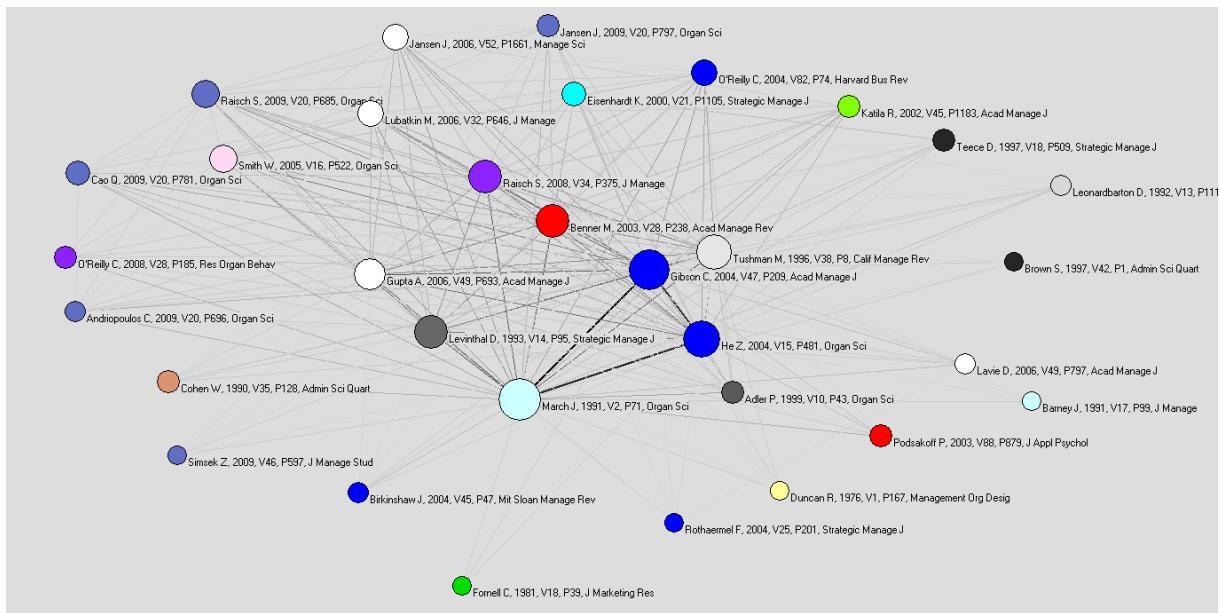 Jansen J, 2009, V20, P797, Organ Sci
Jansen J, 2006, V52, P1661, Manage Sci
O'Reilly C, 2004, V82, P74, Harvard Bus Rev
Eisenhardt K, 2000, V21, P1105, Strategic Manage J
Raisch S, 2009, V20, P685, Organ Sci
Katila R, 2002, V45, P1183, Acad Manage J
Lubatkin M, 2006, V32, P646, J Manage
Teece D, 1997, V18, P509, Strategic Manage J
Smith W, 2005, V16, P522, Organ Sci
Cao Q, 2009, V20, P781, Organ Sci
Raisch S, 2008, V34, P375, J Manage
Leonardbarton D, 1992, V13, P111
Benner M, 2003, V28, P238, Acad Manage Rev
Tushman M, 1996, V38, P8, Calif Manage Rev
O'Reilly C, 2008, V28, P185, Res Organ Behav
Brown S, 1997, V42, P1, Admin Sci Quart
Gibson C, 2004, V47, P209, Acad Manage J
Gupta A, 2006, V49, P693, Acad Manage J
Andriopoulos C, 2009, V20, P696, Organ Sci
Levinthal D, 1993, V14, P95, Strategic Manage J
He Z, 2004, V15, P481, Organ Sci
Lavie D, 2006, V49, P797, Acad Manage J
Cohen W, 1990, V35, P128, Admin Sci Quart
Adler P, 1999, V10, P43, Organ Sci
March J, 1991, V2, P71, Organ Sci
Barney J, 1991, V17, P99, J Manage
Podsakoff P, 2003, V88, P879, J Appl Psychol
Simsek Z, 2009, V46, P597, J Manage Stud
Birkinshaw J, 2004, V45, P47, Mit Sloan Manage Rev
Duncan R, 1976, V1, P167, Management Org Desig
Rothaermel F, 2004, V25, P201, Strategic Manage J
Fornell C, 1981, V18, P39, J Marketing Res